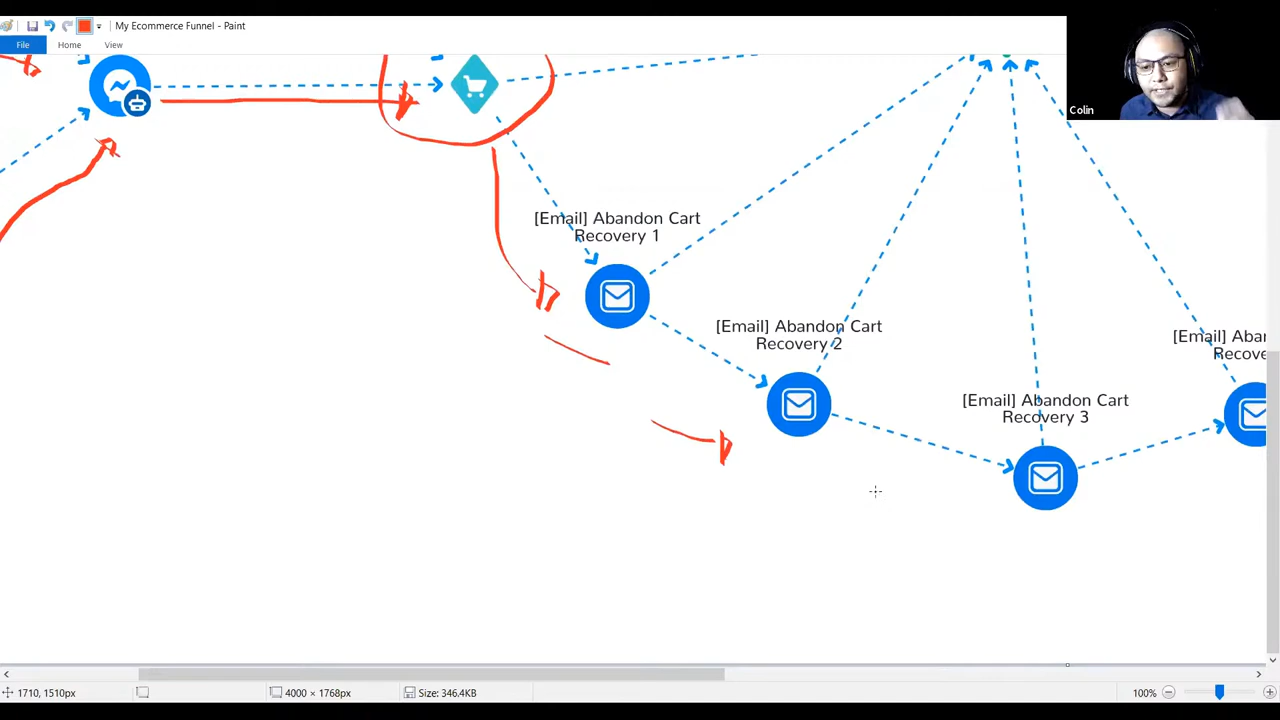 My Ecommerce Funnel - Paint
File
Home
View
Colin
[Email] Abandon Cart
Recovery 1
[Email] Abandon Cart
Recovery 2
[Email] Aban
Recove
[Email] Abandon Cart
Recovery 3
1710, 1510px
4000 × 1768px
Size: 346.4KB
100%